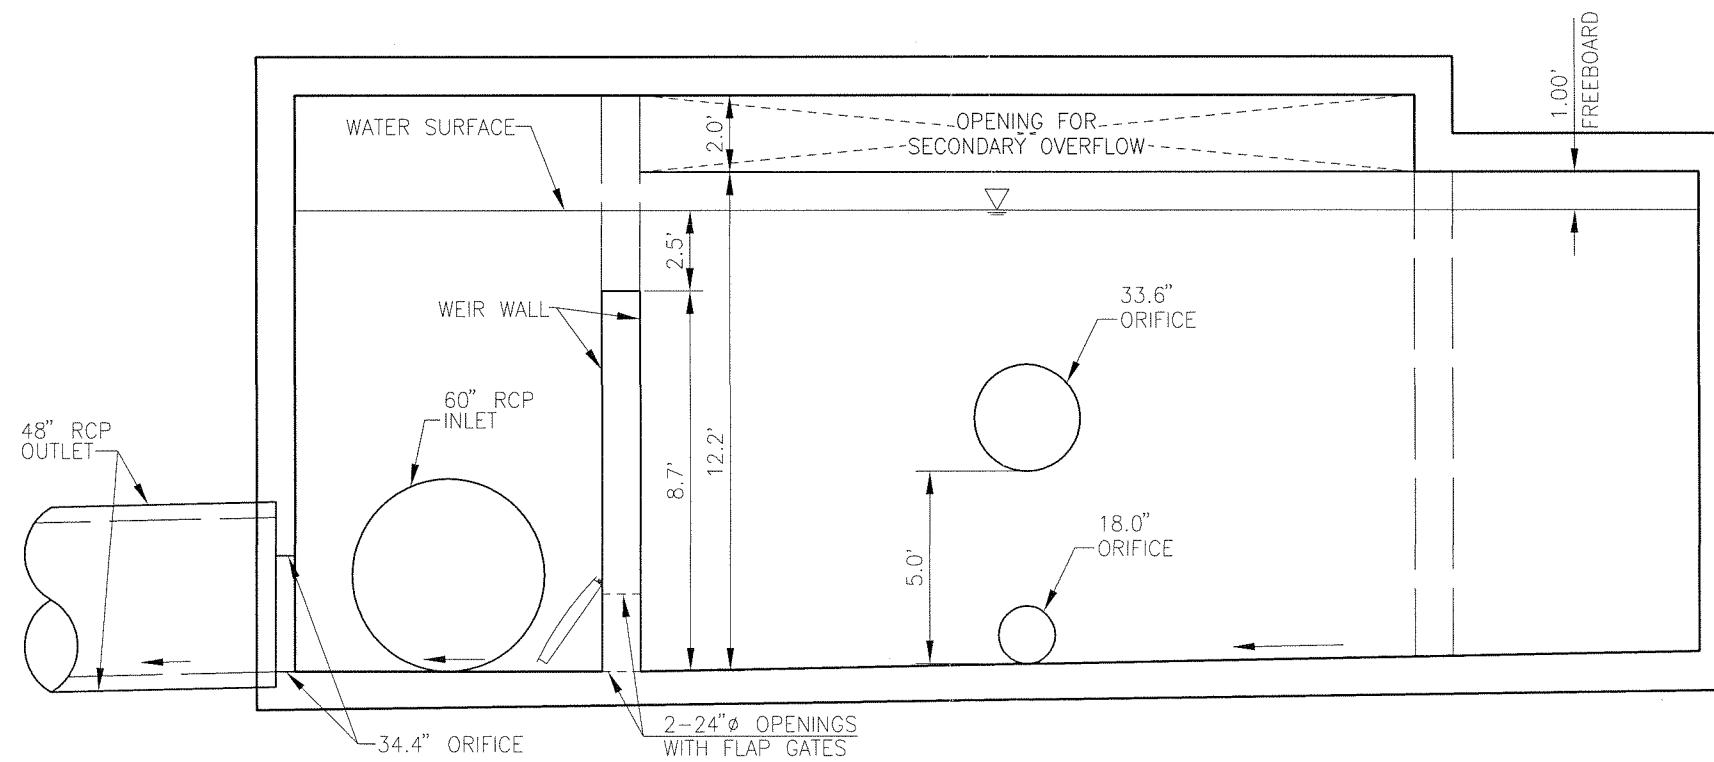 1.00'
FREEBOARD
WATER SURFACE
2.0'
OPENING FOR
SECONDARY OVERFLOW
2.5'
WEIR WALL
33.6"
ORIFICE
60" RCP
INLET
48" RCP
OUTLET
8.7'
12.2'
5.0'
18.0"
ORIFICE
34.4" ORIFICE
2-24"ø OPENINGS
WITH FLAP GATES